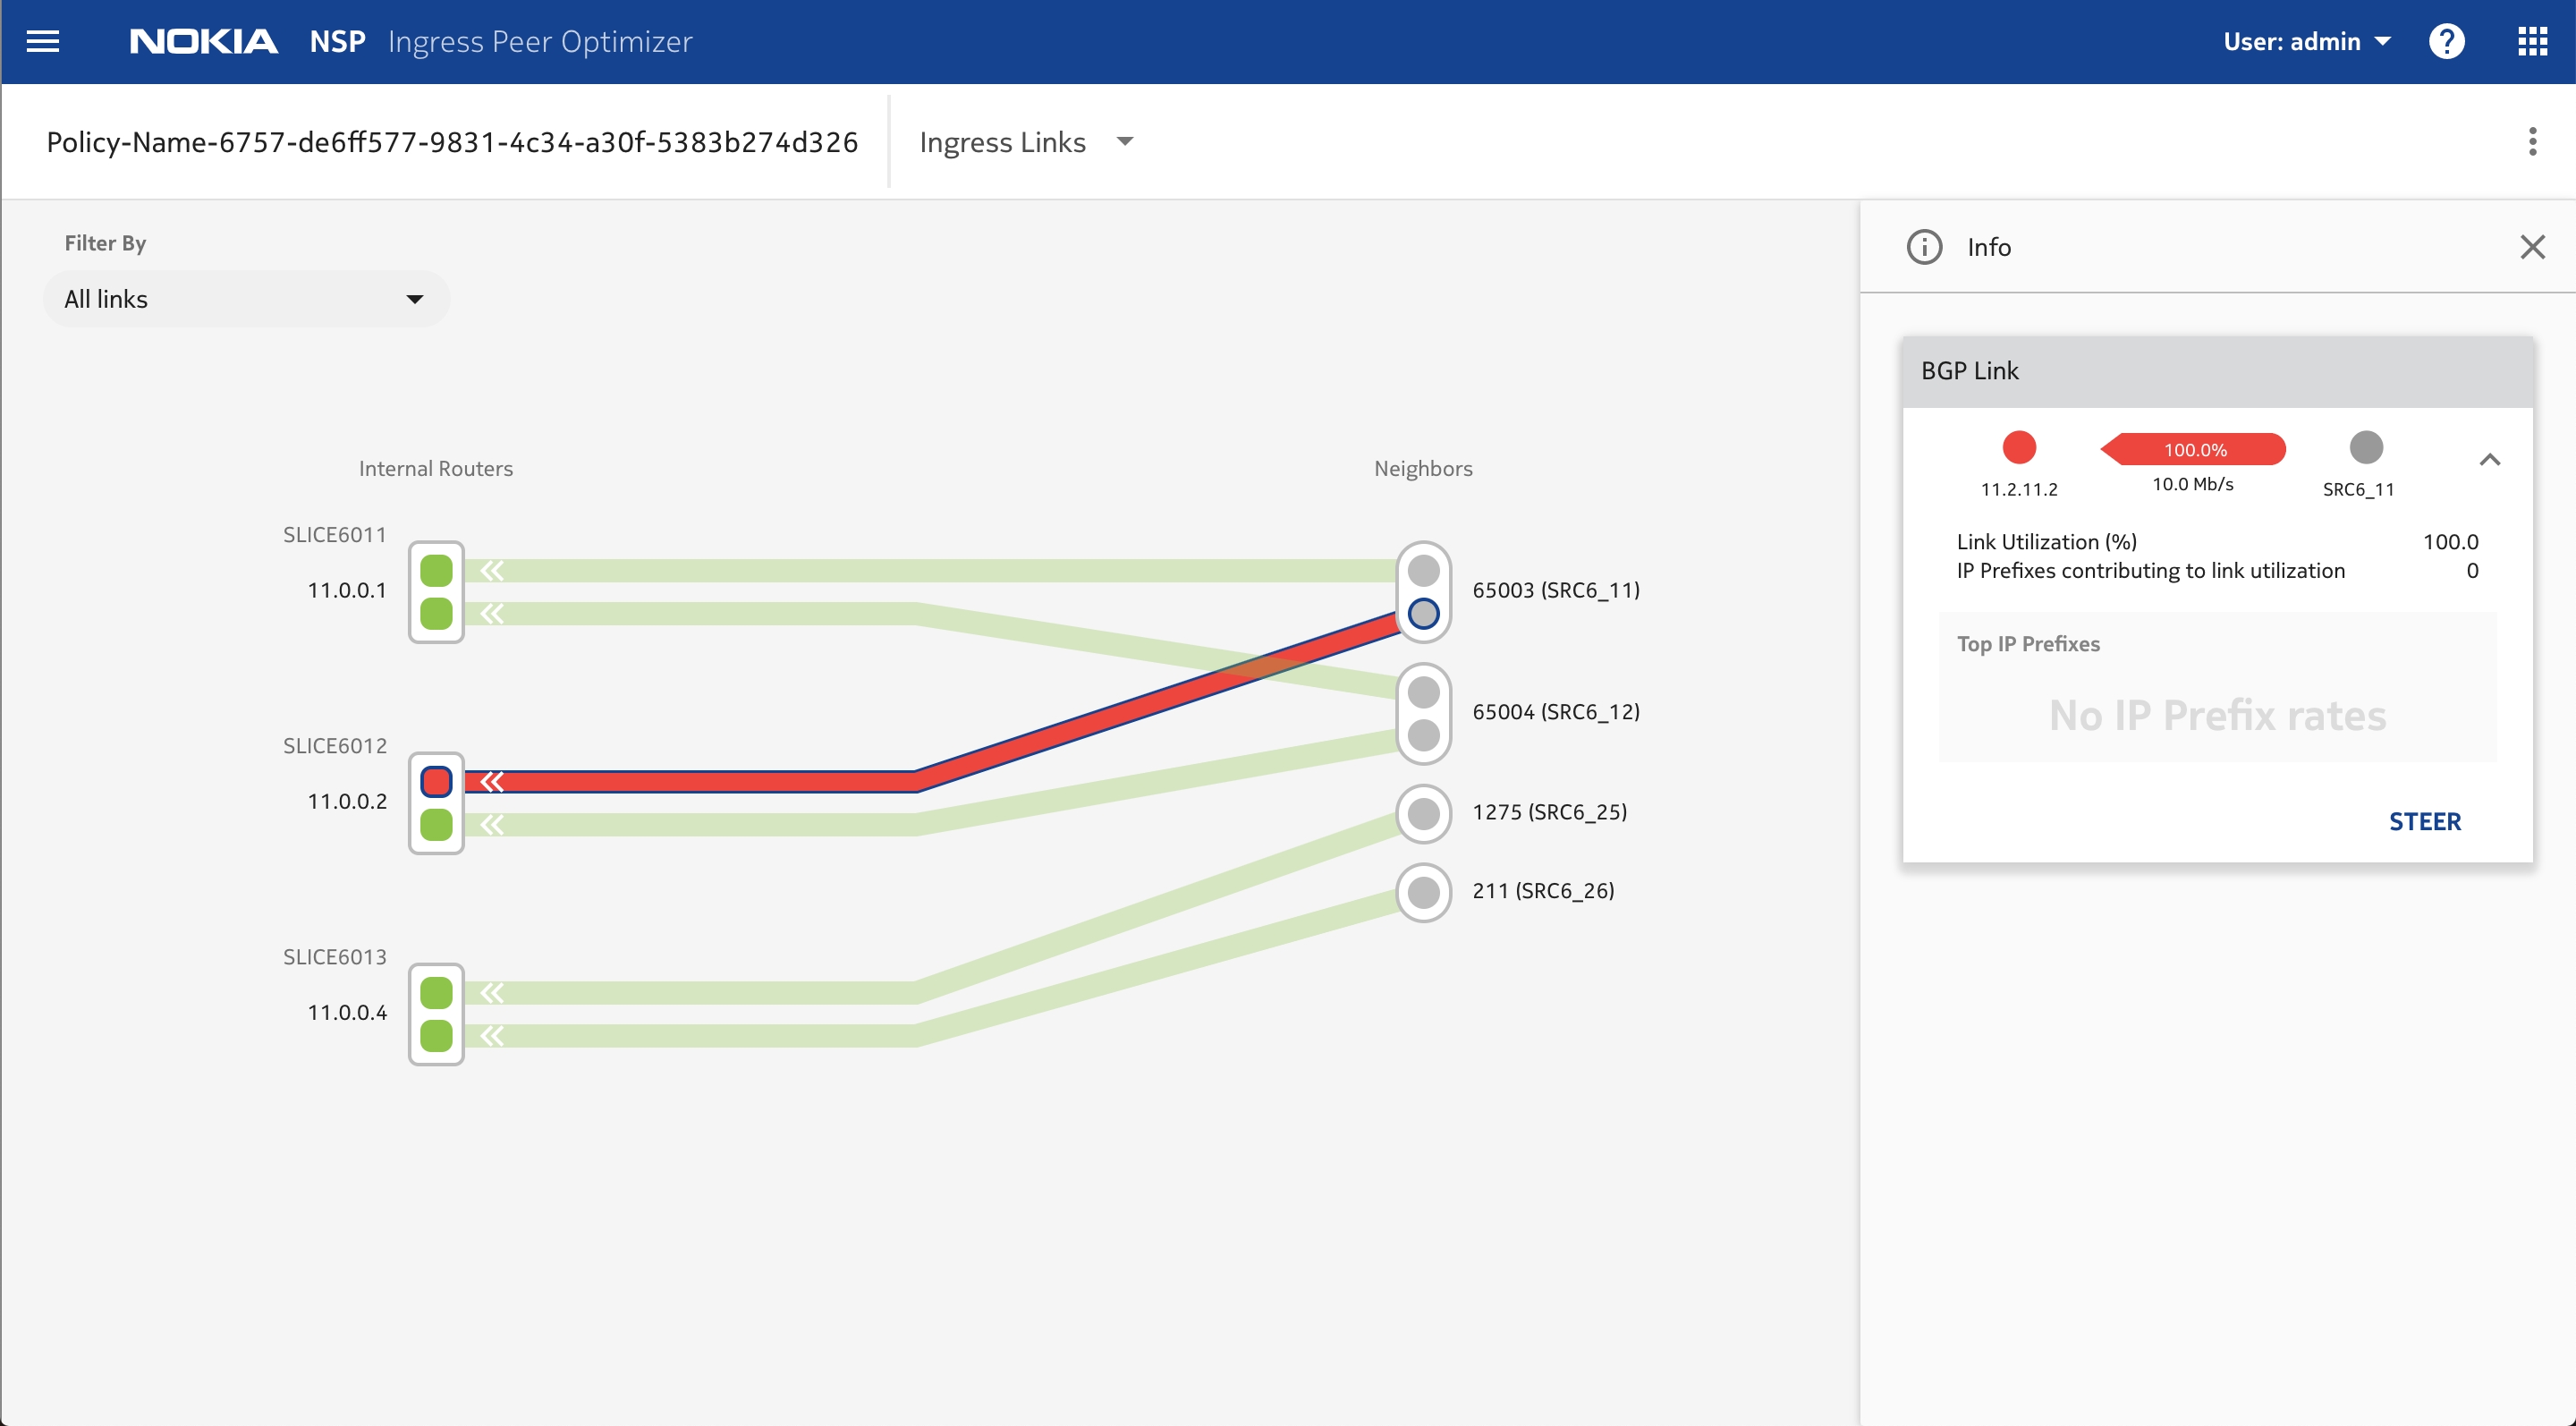 NOKIA NSP Ingress Peer Optimizer
User: admin
?
Policy-Name-6757-de6ff577-9831-4c34-a30f-5383b274d326
Ingress Links
Filter By
All links
Internal Routers
Neighbors
SLICE6011
11.0.0.1
SLICE6012
11.0.0.2
SLICE6013
11.0.0.4
65003 (SRC6_11)
65004 (SRC6_12)
1275 (SRC6_25)
211 (SRC6_26)
Info
BGP Link
100.0%
11.2.11.2
10.0 Mb/s
SRC6_11
Link Utilization (%) 100.0
IP Prefixes contributing to link utilization 0
Top IP Prefixes
No IP Prefix rates
STEER